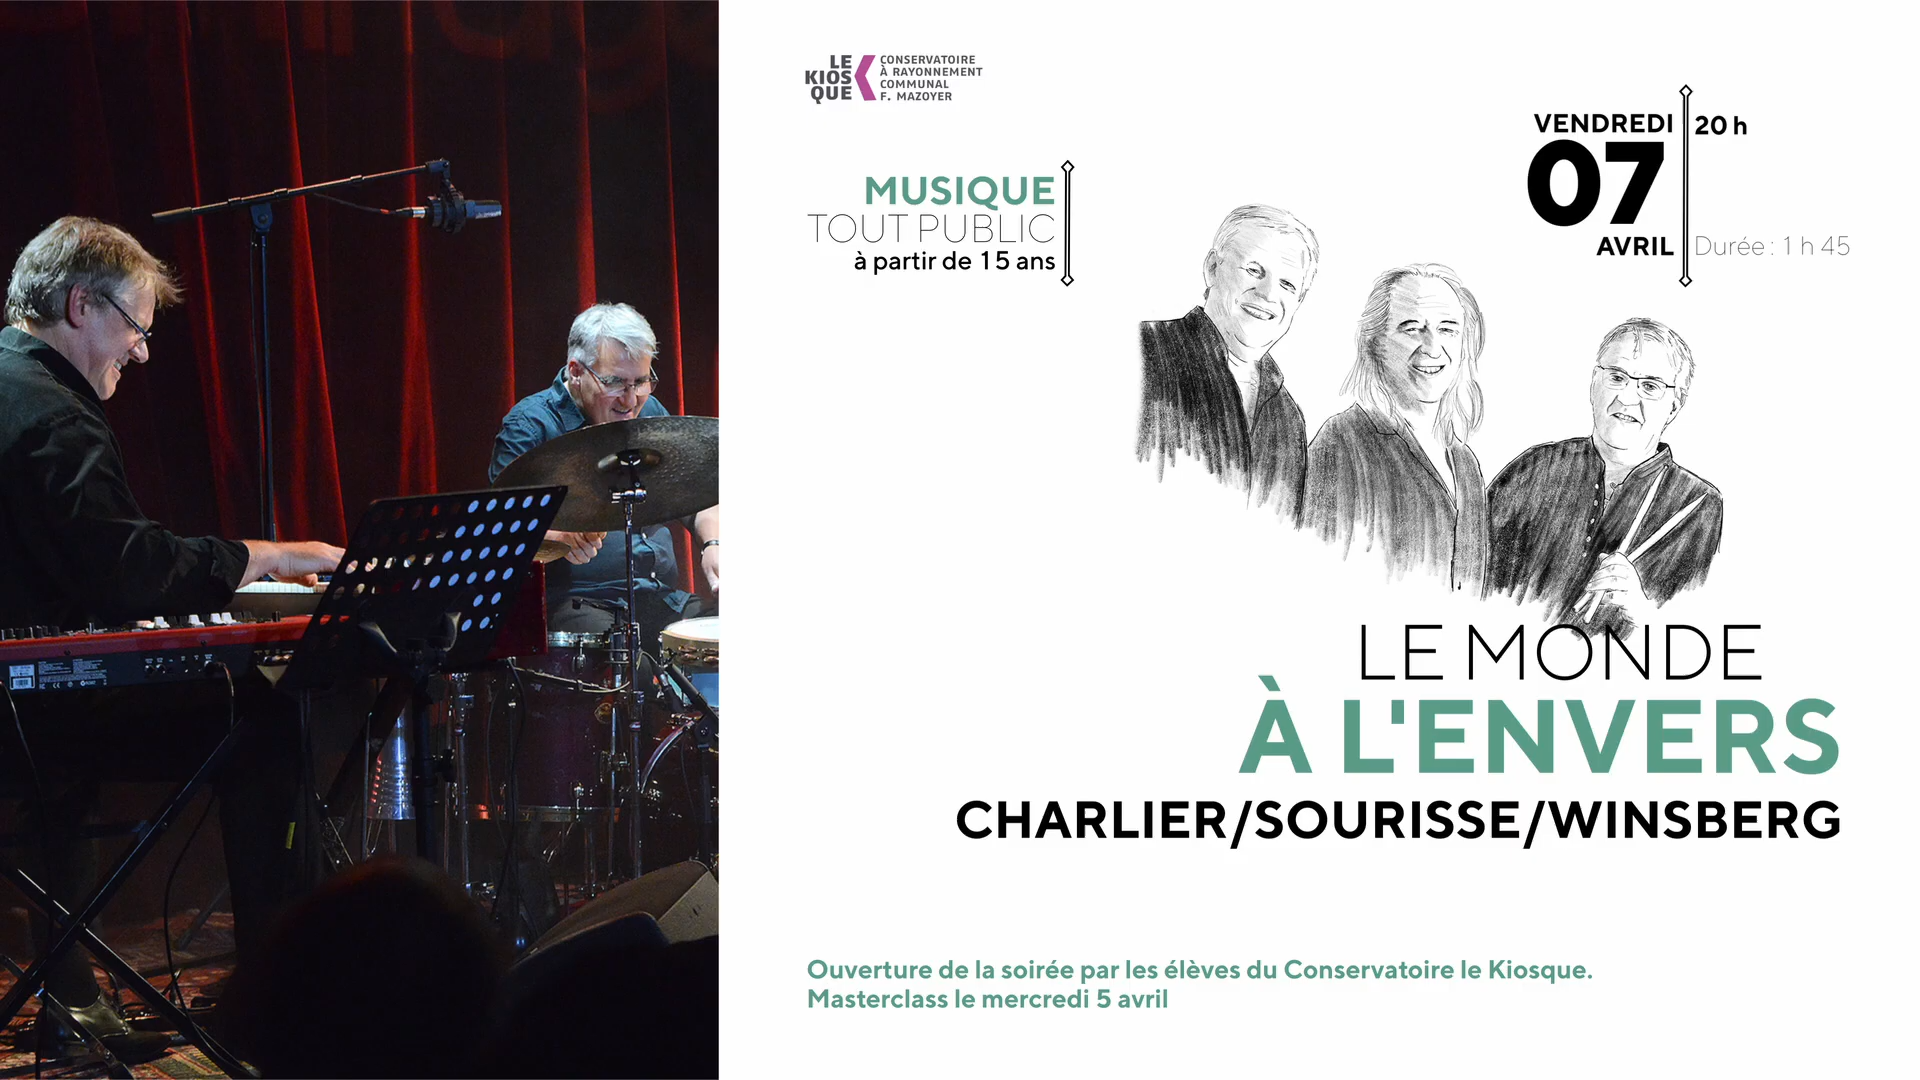 LE
KIOS
QUE
CONSERVATOIRE
À RAYONNEMENT
COMMUNAL
F. MAZOYER
MUSIQUE
TOUT PUBLIC
à partir de 15 ans
VENDREDI
07
AVRIL
20 h
Durée : 1 h 45
LE MONDE
À L'ENVERS
CHARLIER/SOURISSE/WINSBERG
Ouverture de la soirée par les élèves du Conservatoire le Kiosque.
Masterclass le mercredi 5 avril